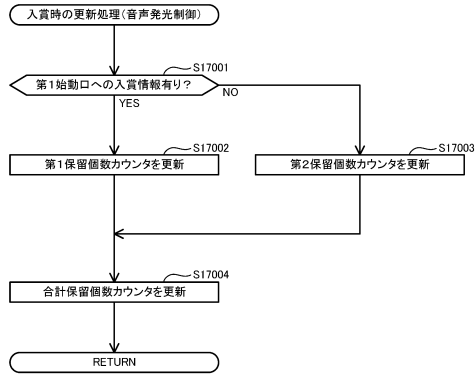 入賞時の更新処理(音声発光制御)
S17001
第1始動口への入賞情報有り?
YES
NO
S17002
第1保留個数カウンタを更新
S17003
第2保留個数カウンタを更新
S17004
合計保留個数カウンタを更新
RETURN